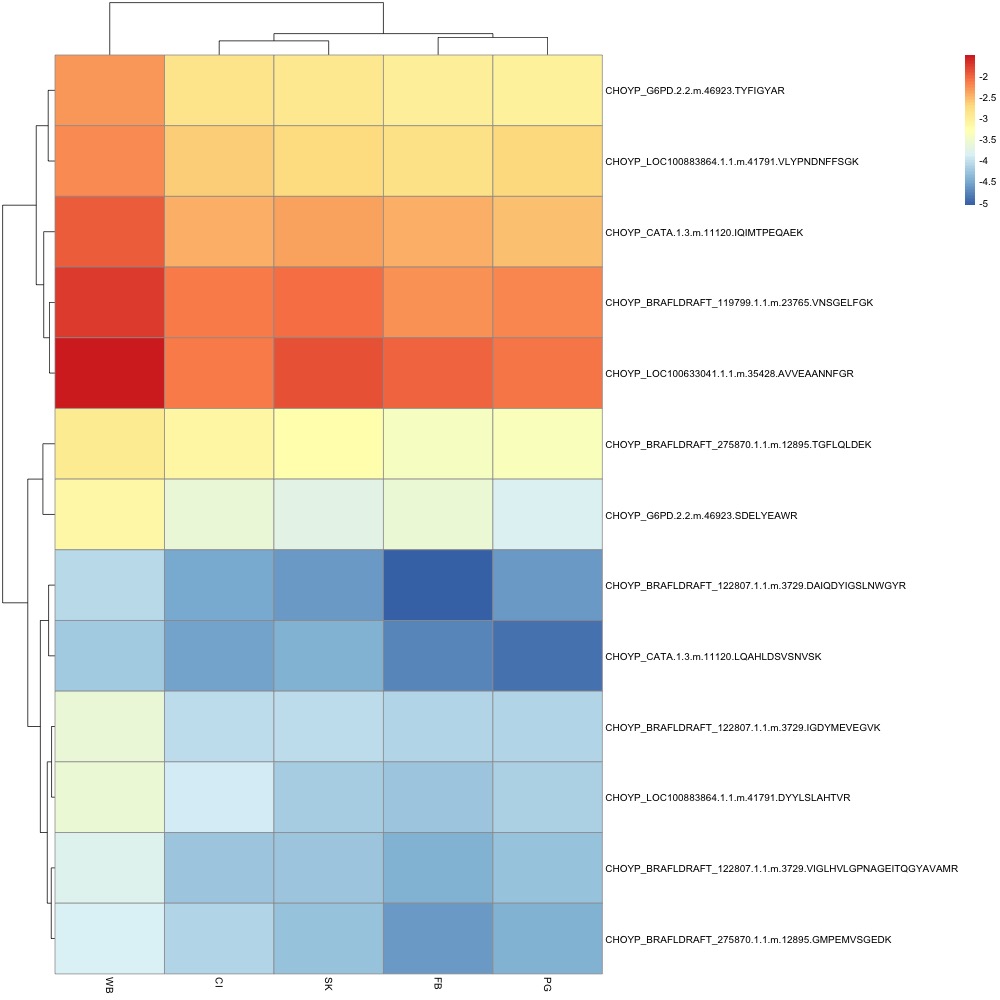 CHOYP_G6PD.2.2.m.46923.TYFIGYAR
CHOYP_LOC100883864.1.1.m.41791.VLYPNDNFFSGK
CHOYP_CATA.1.3.m.11120.IQIMTPEQAEK
CHOYP_BRAFLDRAFT_119799.1.1.m.23765.VNSGELFGK
CHOYP_LOC100633041.1.1.m.35428.AVVEAANNFGR
CHOYP_BRAFLDRAFT_275870.1.1.m.12895.TGFLQLDEK
CHOYP_G6PD.2.2.m.46923.SDELYEAWR
CHOYP_BRAFLDRAFT_122807.1.1.m.3729.DAIQDYIGSLNWGYR
CHOYP_CATA.1.3.m.11120.LQAHLDSVSNVSK
CHOYP_BRAFLDRAFT_122807.1.1.m.3729.IGDYMEVEGVK
CHOYP_LOC100883864.1.1.m.41791.DYYLSLAHTVR
CHOYP_BRAFLDRAFT_122807.1.1.m.3729.VIGLHVLGPNAGEITQGYAVAMR
CHOYP_BRAFLDRAFT_275870.1.1.m.12895.GMPEMVSGEDK
WB
CI
SK
FB
PG
-2
-2.5
-3
-3.5
-4
-4.5
-5